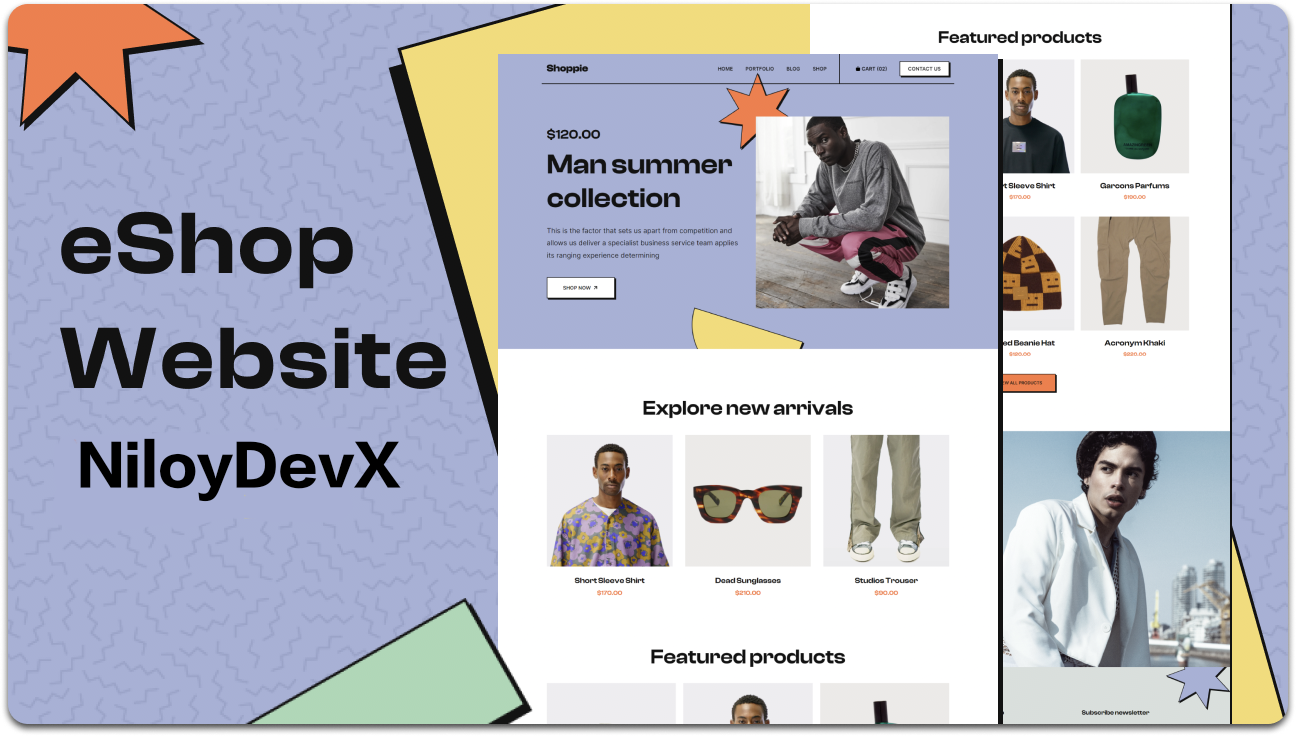 eShop
Website
NiloyDevX
Shoppie
HOME PORTFOLIO BLOG SHOP CART (02) CONTACT US
$120.00
Man summer
collection
This is the factor that sets us apart from competition and
allows us deliver a specialist business service team applies
its ranging experience determining
SHOP NOW
Explore new arrivals
Short Sleeve Shirt
$170.00
Dead Sunglasses
$210.00
Studios Trouser
$90.00
Featured products
Featured products
rt Sleeve Shirt
$170.00
Garcons Parfums
$190.00
ed Beanie Hat
$120.00
Acronym Khaki
$220.00
EW ALL PRODUCTS
Subscribe newsletter